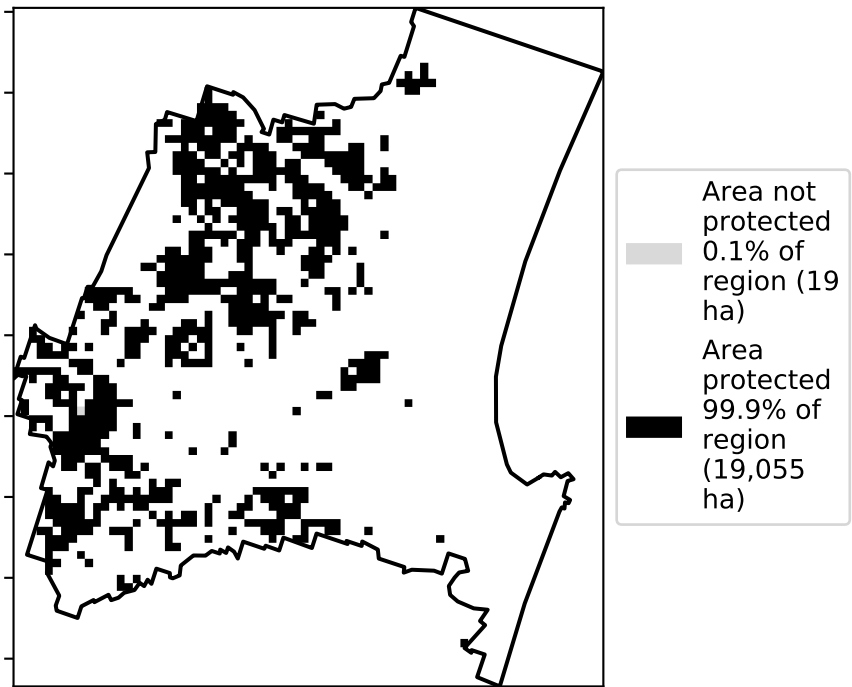 Area not
protected
0.1% of
region (19
ha)
Area
protected
99.9% of
region
(19,055
ha)